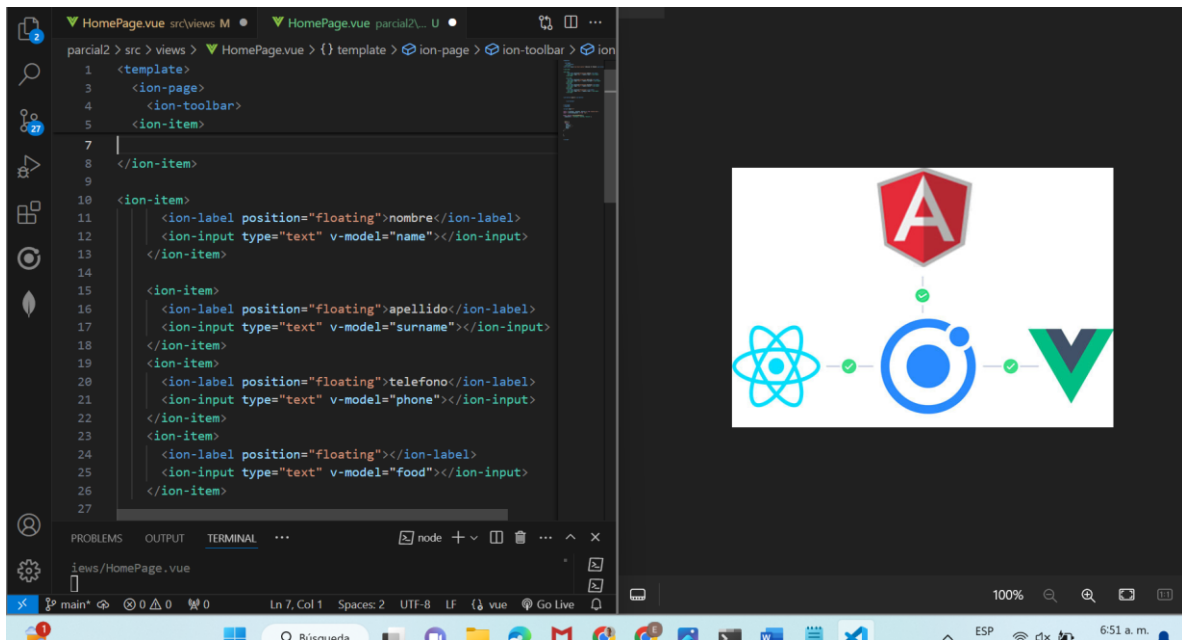 HomePage.vue src\views M
HomePage.vue parcial2\... U
parcial2 > src > views > HomePage.vue > {} template > ion-page > ion-toolbar > ion
1 <template>
3 <ion-page>
4 <ion-toolbar>
5 <ion-item>
7
8 </ion-item>
9
10 <ion-item>
11 <ion-label position="floating">nombre</ion-label>
12 <ion-input type="text" v-model="name"></ion-input>
13 </ion-item>
14
15 <ion-item>
16 <ion-label position="floating">apellido</ion-label>
17 <ion-input type="text" v-model="surname"></ion-input>
18 </ion-item>
19 <ion-item>
20 <ion-label position="floating">telefono</ion-label>
21 <ion-input type="text" v-model="phone"></ion-input>
22 </ion-item>
23 <ion-item>
24 <ion-label position="floating"></ion-label>
25 <ion-input type="text" v-model="food"></ion-input>
26 </ion-item>
27
2
27
A
PROBLEMS OUTPUT TERMINAL ... node
iews/HomePage.vue
main* 0 0 0 Ln 7, Col 1 Spaces: 2 UTF-8 LF {} vue Go Live
100% 1:1
1 Búsqueda E W ESP 6:51 a. m.